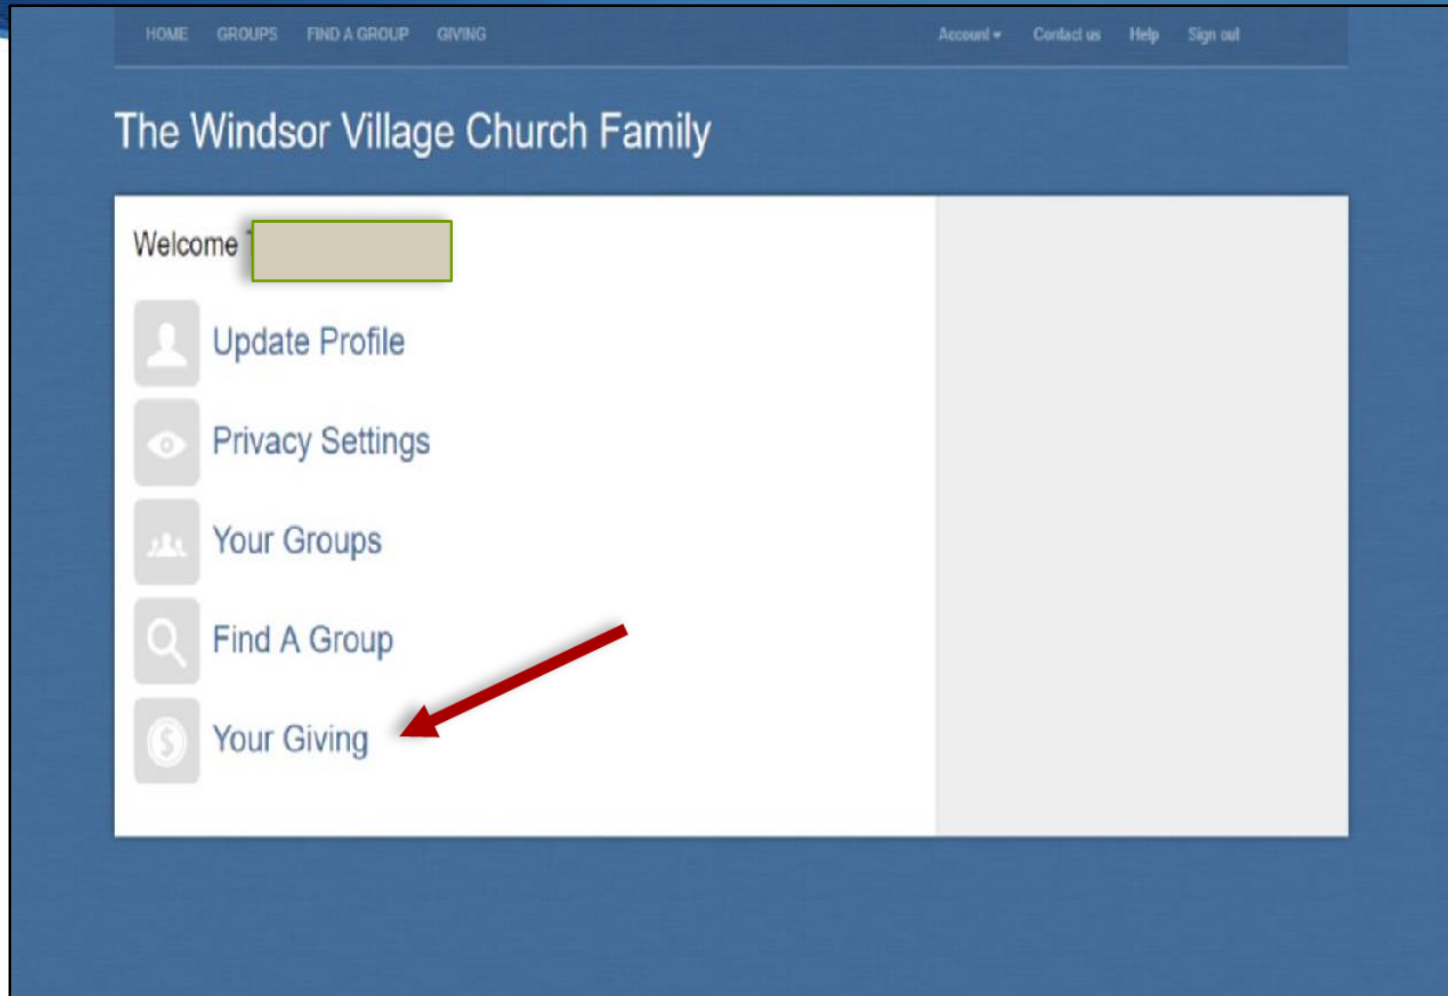 HOME GROUPS FIND A GROUP GIVING Account Contact us Help Sign out
The Windsor Village Church Family
Welcome
Update Profile
Privacy Settings
Your Groups
Find A Group
Your Giving